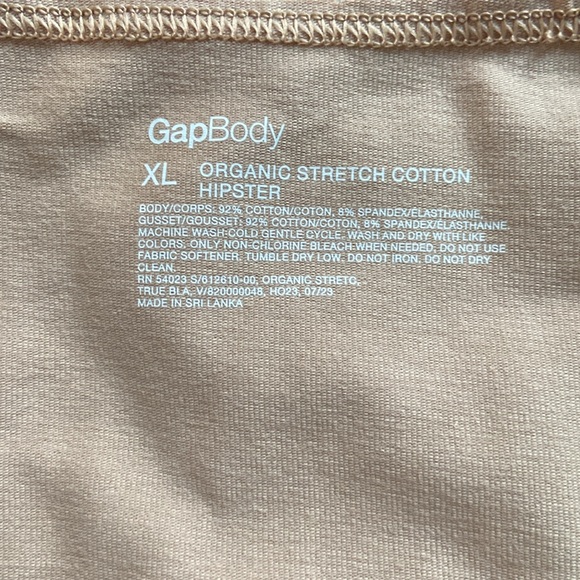 GapBody
XL ORGANIC STRETCH COTTON
HIPSTER
BODY/CORPS: 92% COTTON/COTON, 8% SPANDEX/ÉLASTHANNE,
GUSSET/GOUSSET: 92% COTTON/COTON, 8% SPANDEX/ÉLASTHANNE.
MACHINE WASH:COLD GENTLE CYCLE. WASH AND DRY WITH LIKE
COLORS. ONLY NON-CHLORINE BLEACH WHEN NEEDED. DO NOT USE
FABRIC SOFTENER. TUMBLE DRY LOW. DO NOT IRON. DO NOT DRY
CLEAN.
RN 54023 S/612610-00, ORGANIC STRETC, -
TRUE BLA, V/820000048, HO23, 07/23
MADE IN SRI LANKA